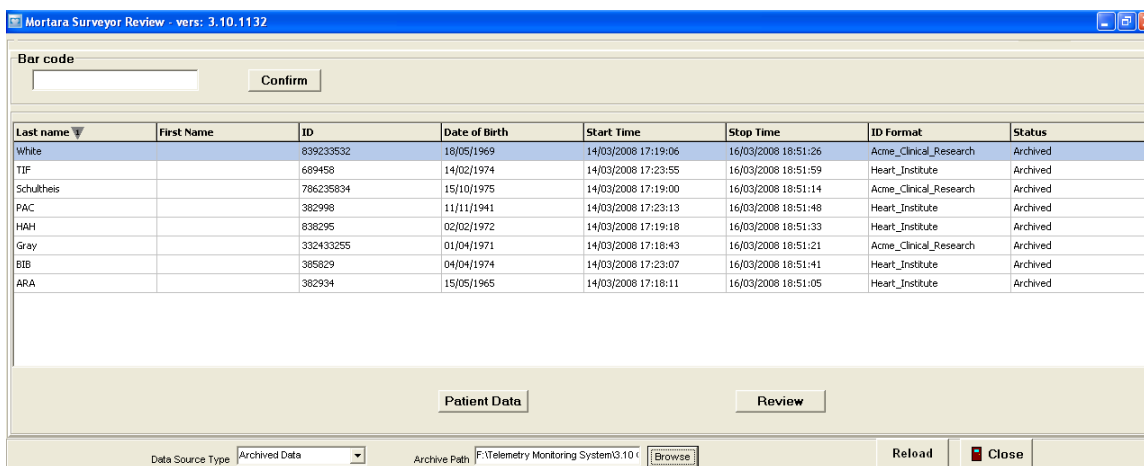 Mortara Surveyor Review - vers: 3.10.1132
Bar code
Confirm
Last name First Name ID Date of Birth Start Time Stop Time ID Format Status
White 839233532 18/05/1969 14/03/2008 17:19:06 16/03/2008 18:51:26 Acme_Clinical_Research Archived
TIF 689458 14/02/1974 14/03/2008 17:23:55 16/03/2008 18:51:59 Heart_Institute Archived
Schultheis 786235834 15/10/1975 14/03/2008 17:19:00 16/03/2008 18:51:14 Acme_Clinical_Research Archived
PAC 382998 11/11/1941 14/03/2008 17:23:13 16/03/2008 18:51:48 Heart_Institute Archived
HAH 838295 02/02/1972 14/03/2008 17:19:18 16/03/2008 18:51:33 Heart_Institute Archived
Gray 332433255 01/04/1971 14/03/2008 17:18:43 16/03/2008 18:51:21 Acme_Clinical_Research Archived
BIB 385829 04/04/1974 14/03/2008 17:23:07 16/03/2008 18:51:41 Heart_Institute Archived
ARA 382934 15/05/1965 14/03/2008 17:18:11 16/03/2008 18:51:05 Heart_Institute Archived
Patient Data Review
Data Source Type Archived Data Archive Path F:\Telemetry Monitoring System\3.10 Browse Reload Close